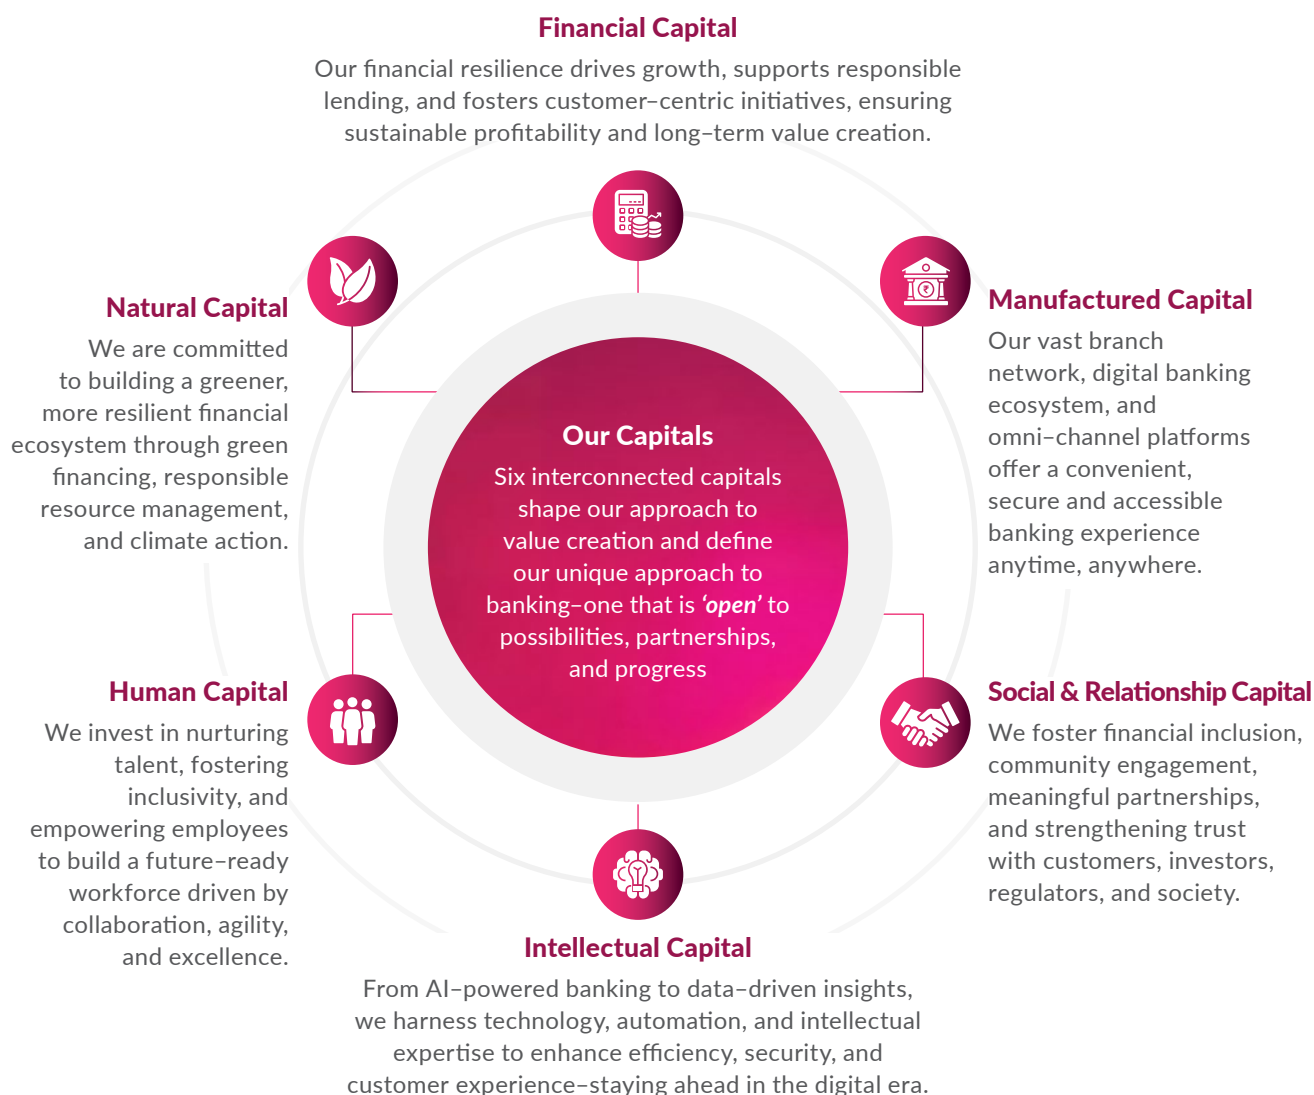 Financial Capital
Our financial resilience drives growth, supports responsible
lending, and fosters customer–centric initiatives, ensuring
sustainable profitability and long–term value creation.
Natural Capital
We are committed
to building a greener,
more resilient financial
ecosystem through green
financing, responsible
resource management,
and climate action.
Manufactured Capital
Our vast branch
network, digital banking
ecosystem, and
omni–channel platforms
offer a convenient,
secure and accessible
banking experience
anytime, anywhere.
Our Capitals
Six interconnected capitals
shape our approach to
value creation and define
our unique approach to
banking–one that is ‘open’ to
possibilities, partnerships,
and progress
Human Capital
We invest in nurturing
talent, fostering
inclusivity, and
empowering employees
to build a future–ready
workforce driven by
collaboration, agility,
and excellence.
Social & Relationship Capital
We foster financial inclusion,
community engagement,
meaningful partnerships,
and strengthening trust
with customers, investors,
regulators, and society.
Intellectual Capital
From AI–powered banking to data–driven insights,
we harness technology, automation, and intellectual
expertise to enhance efficiency, security, and
customer experience–staying ahead in the digital era.